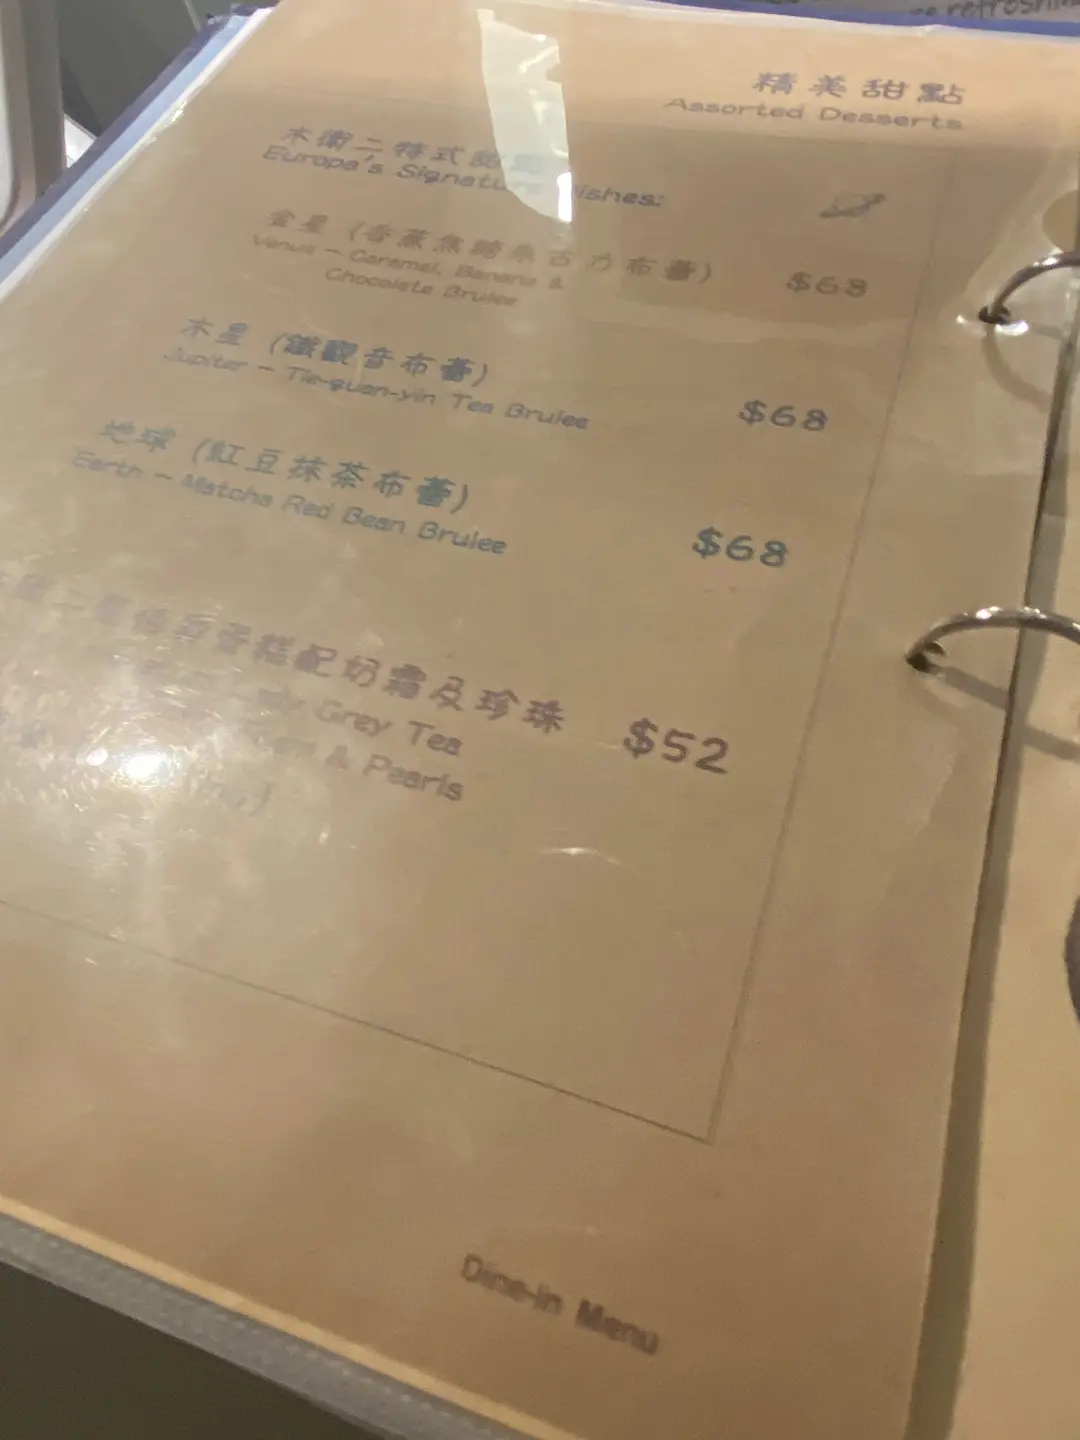 refreshin
精美甜點
Assorted Desserts
木衛二特式甜點
Europa's Signature Dishes:
金星 (香蕉焦糖朱古力布蕾)
$68
Venus - Caramel, Banana &
Chocolate Brulee
木星 (鐵觀音布蕾)
$68
Jupiter - Tie-guan-yin Tea Brulee
地球 (紅豆抹茶布蕾)
$68
Earth - Matcha Red Bean Brulee
蛋糕配奶霜及珍珠 $52
Grey Tea
& Pearls
Dine-in Menu